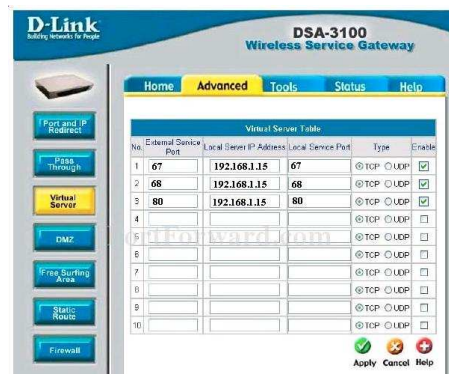 D-Link
Building Networks for People
DSA-3100
Wireless Service Gateway
Home Advanced Tools Status Help
Port and IP Redirect
Pass Through
Virtual Server
DMZ
Free Surfing Area
Static Route
Firewall
Virtual Server Table
No. External Service Port Local Server IP Address Local Service Port Type Enable
1 67 192.168.1.15 67 TCP UDP
2 68 192.168.1.15 68 TCP UDP
3 80 192.168.1.15 80 TCP UDP
4 TCP UDP
5 TCP UDP
6 TCP UDP
7 TCP UDP
8 TCP UDP
9 TCP UDP
10 TCP UDP
PortForward.com
Apply Cancel Help